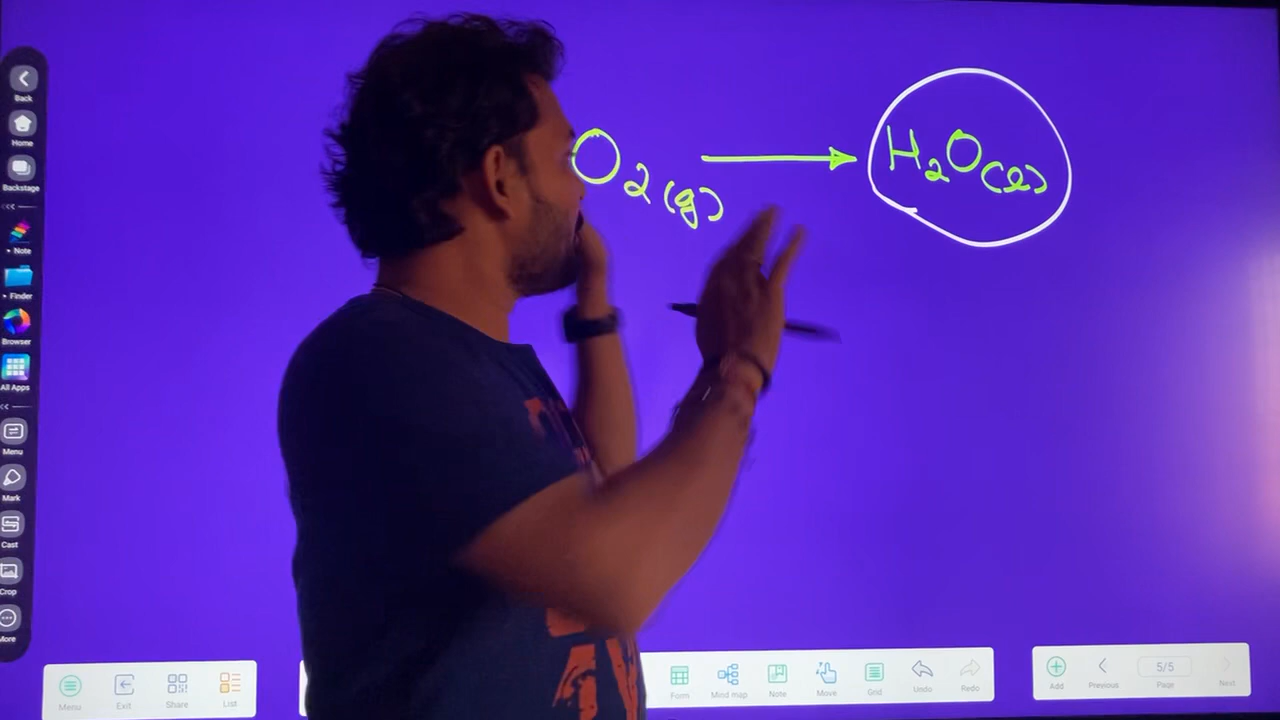 O₂(g) → H₂O(l)
Back
Home
Backstage
Note
Finder
Browser
All Apps
Menu
Mark
Cast
Crop
More
Menu Exit Share List Form Mind map Note Move Grid Undo Redo Add Previous 5/5 Page Next